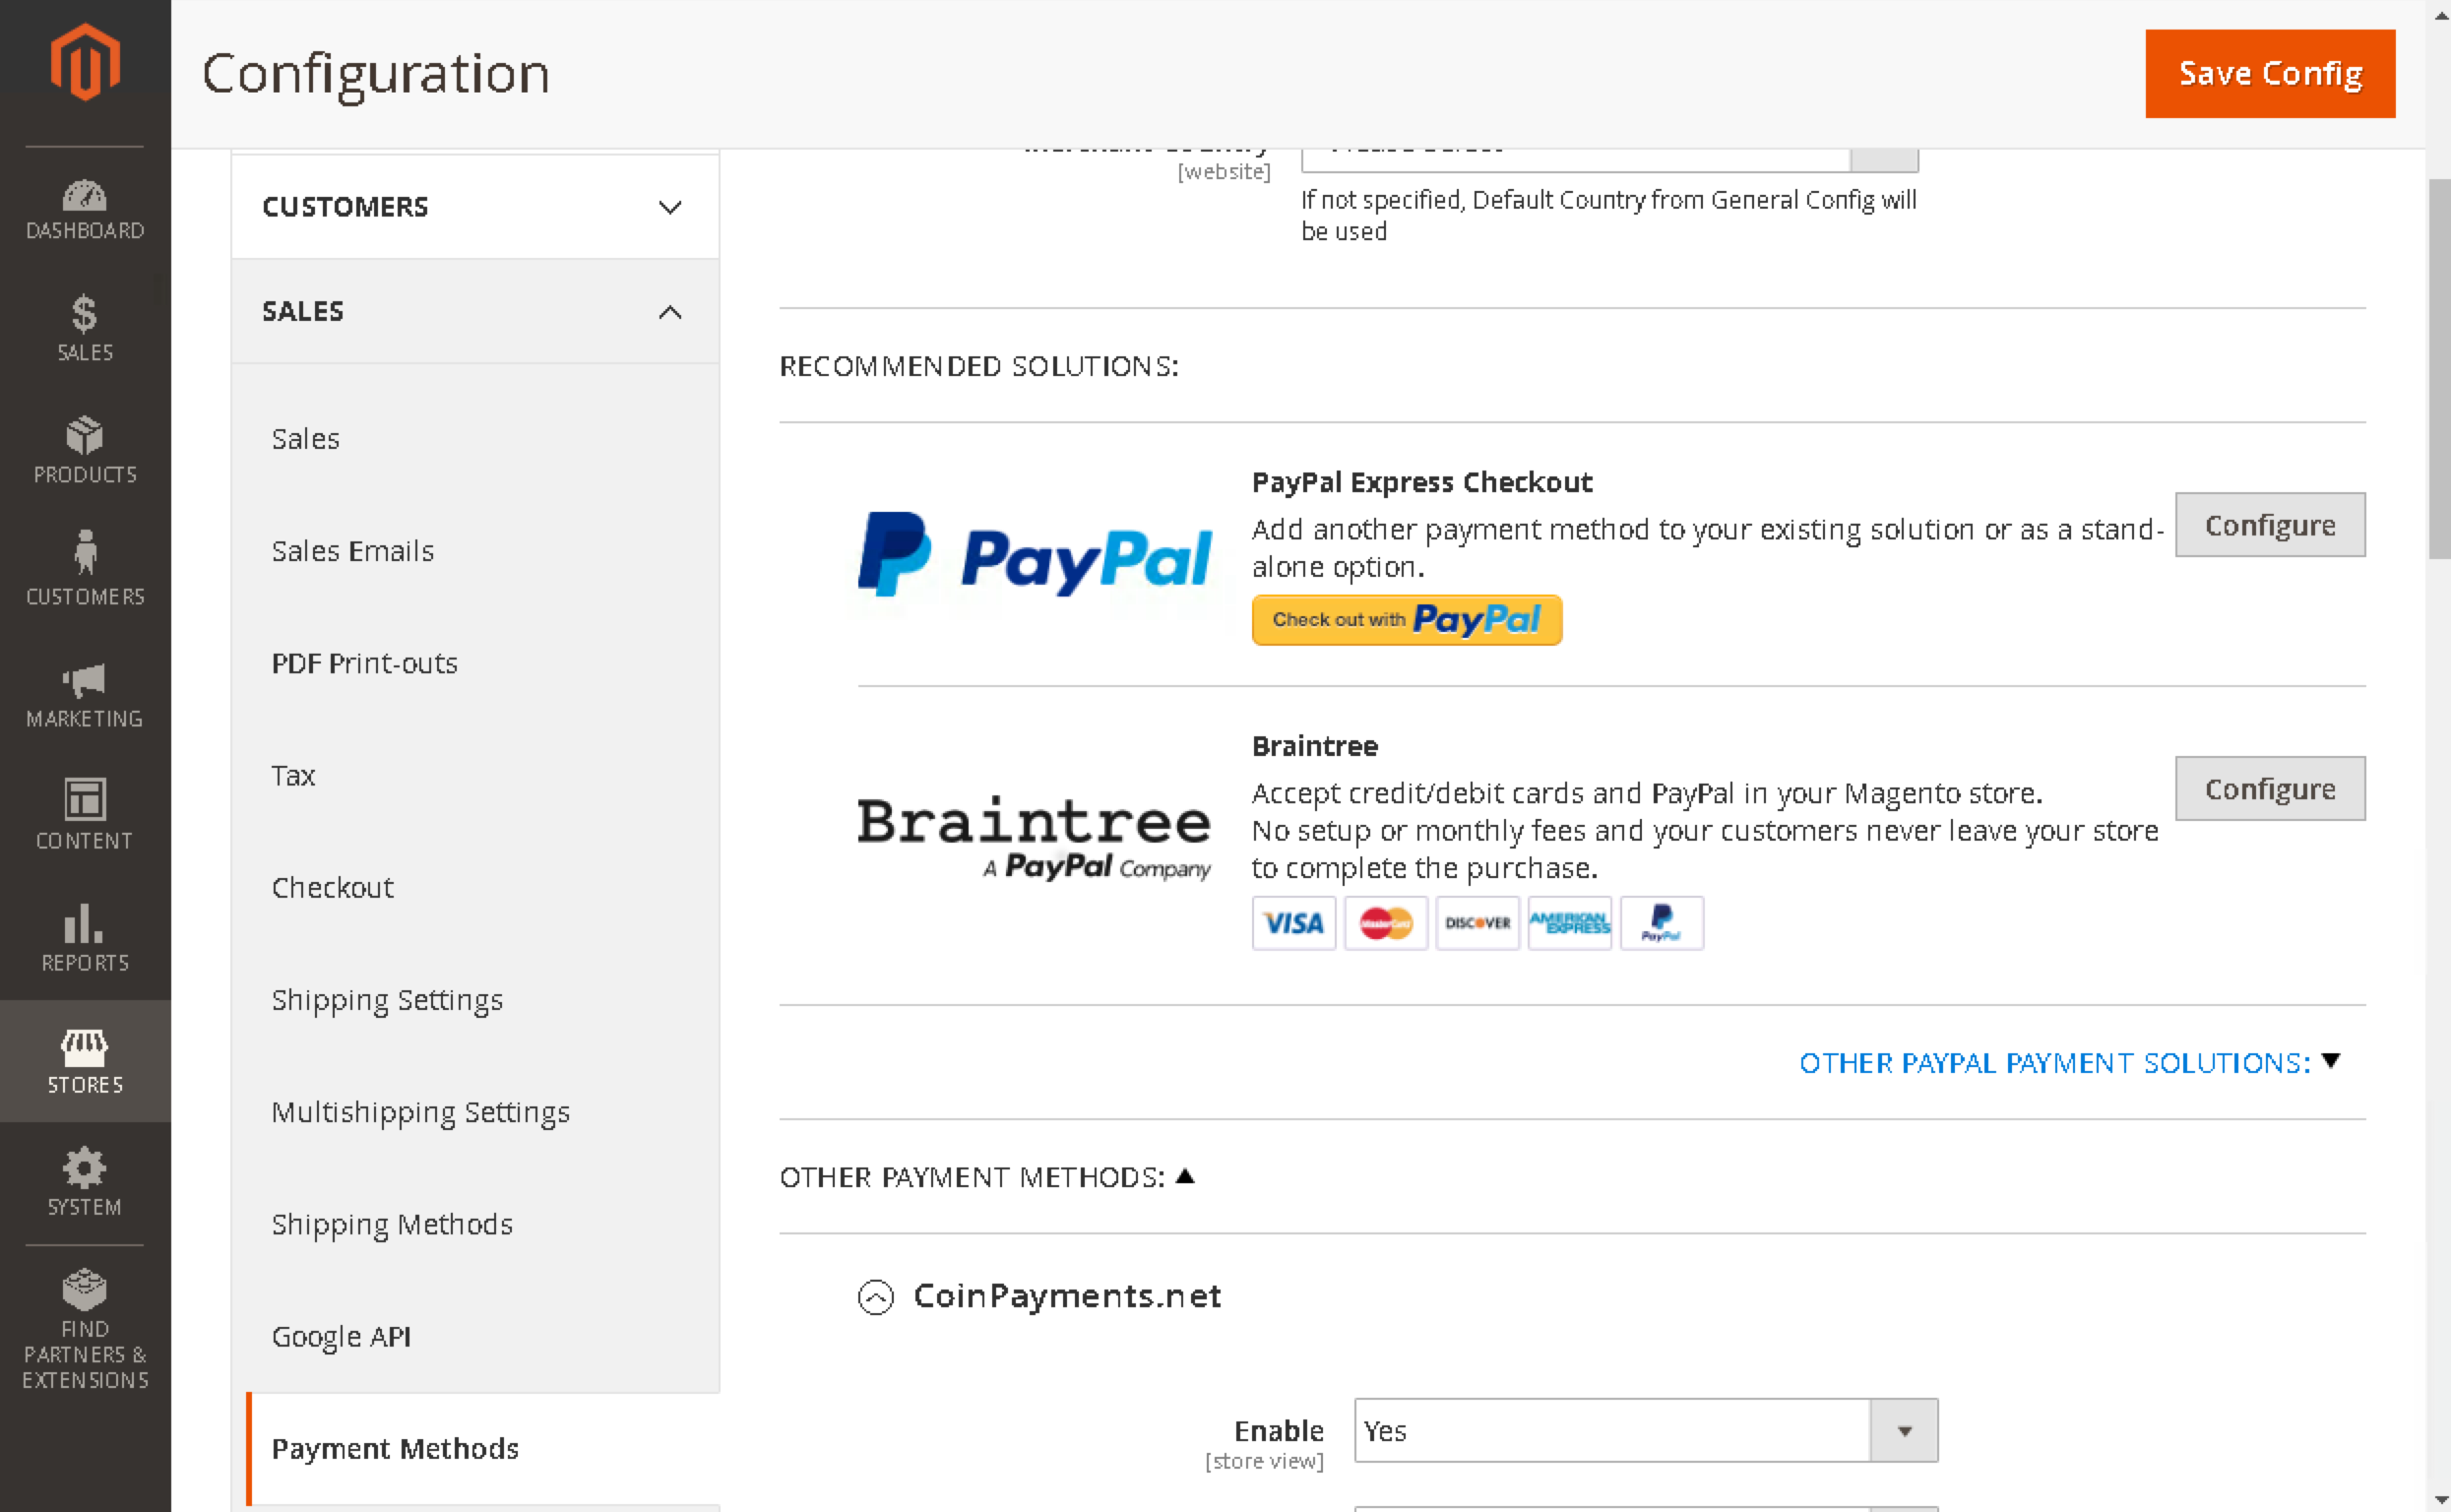 Configuration
Save Config
DASHBOARD
SALES
PRODUCTS
CUSTOMERS
MARKETING
CONTENT
REPORTS
STORES
SYSTEM
FIND
PARTNERS &
EXTENSIONS
CUSTOMERS
SALES
Sales
Sales Emails
PDF Print-outs
Tax
Checkout
Shipping Settings
Multishipping Settings
Shipping Methods
Google API
Payment Methods
[website]
If not specified, Default Country from General Config will
be used
RECOMMENDED SOLUTIONS:
PayPal
PayPal Express Checkout
Add another payment method to your existing solution or as a stand-
alone option.
Check out with PayPal
Configure
Braintree
A PayPal Company
Braintree
Accept credit/debit cards and PayPal in your Magento store.
No setup or monthly fees and your customers never leave your store
to complete the purchase.
VISA MasterCard DISCOVER AMERICAN EXPRESS PayPal
Configure
OTHER PAYPAL PAYMENT SOLUTIONS:
OTHER PAYMENT METHODS:
CoinPayments.net
Enable
[store view]
Yes